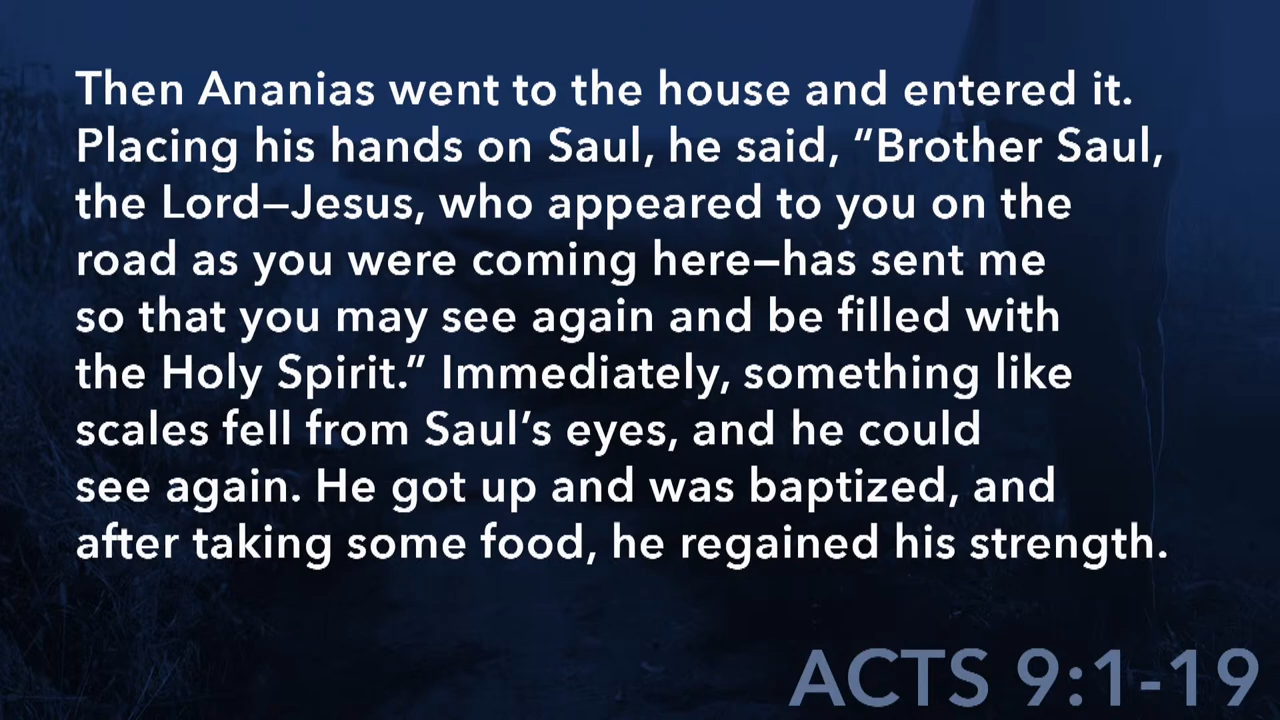 Then Ananias went to the house and entered it.
Placing his hands on Saul, he said, “Brother Saul,
the Lord—Jesus, who appeared to you on the
road as you were coming here—has sent me
so that you may see again and be filled with
the Holy Spirit.” Immediately, something like
scales fell from Saul’s eyes, and he could
see again. He got up and was baptized, and
after taking some food, he regained his strength.
ACTS 9:1-19